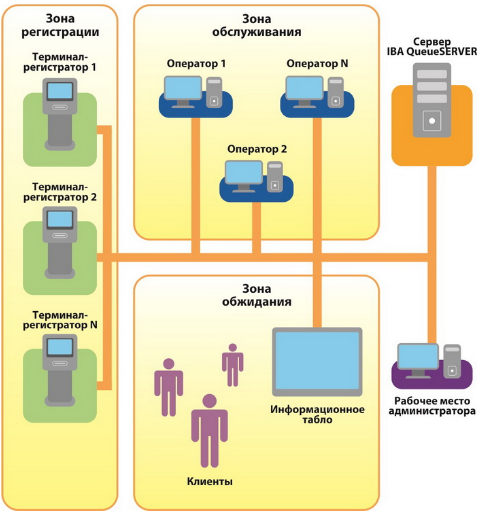 Зона
регистрации
Терминал-
регистратор 1
Терминал-
регистратор 2
Терминал-
регистратор N
Зона
обслуживания
Оператор 1
Оператор N
Оператор 2
Сервер
IBA QueueSERVER
Зона
обжидания
Информационное
табло
Клиенты
Рабочее место
администратора